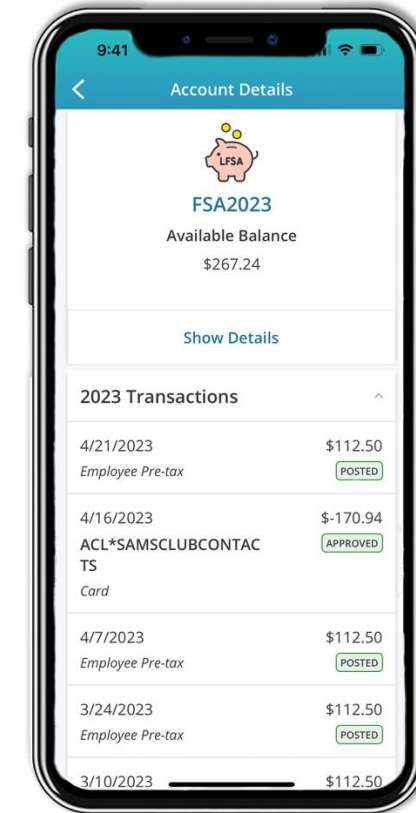 9:41
Account Details
LFSA
FSA2023
Available Balance
$267.24
Show Details
2023 Transactions
4/21/2023 $112.50
Employee Pre-tax POSTED
4/16/2023 $-170.94
ACL*SAMSCLUBCONTAC APPROVED
TS
Card
4/7/2023 $112.50
Employee Pre-tax POSTED
3/24/2023 $112.50
Employee Pre-tax POSTED
3/10/2023 $112.50